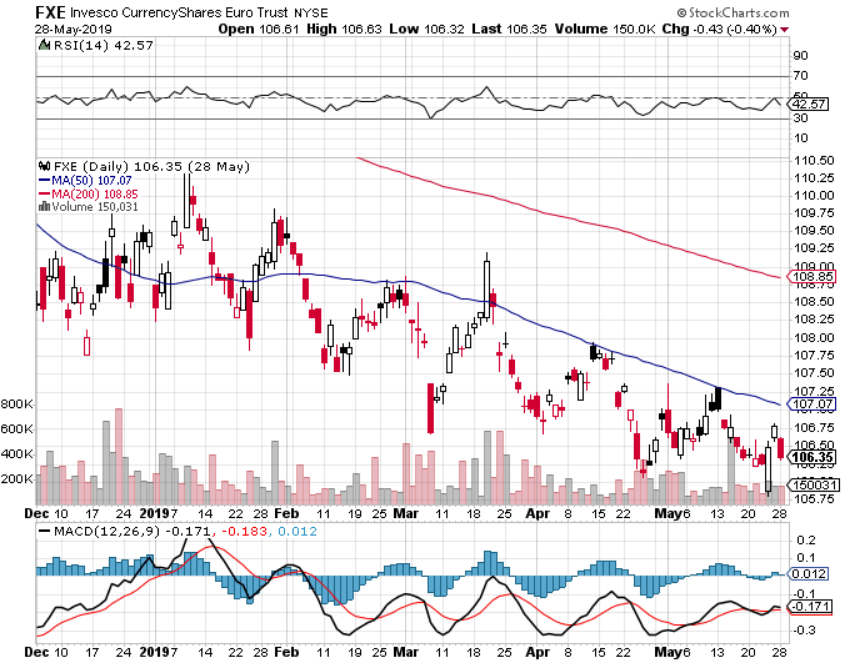 FXE Invesco CurrencyShares Euro Trust NYSE © StockCharts.com
28-May-2019 Open 106.61 High 106.63 Low 106.32 Last 106.35 Volume 150.0K Chg -0.43 (-0.40%)
RSI(14) 42.57
90
70
50
42.57
30
10
FXE (Daily) 106.35 (28 May)
MA(50) 107.07
MA(200) 108.85
Volume 150,031
110.50
110.25
110.00
109.75
109.50
109.25
109.00
108.85
108.75
108.50
108.25
108.00
107.75
107.50
107.25
107.07
106.75
106.50
106.35
150031
105.75
800K
600K
400K
200K
Dec 10 17 24 2019 7 14 22 28 Feb 11 19 25 Mar 11 18 25 Apr 8 15 22 May 6 13 20 28
MACD(12,26,9) -0.171, -0.183, 0.012
0.2
0.1
0.012
-0.1
-0.171
-0.3
Dec 10 17 24 2019 7 14 22 28 Feb 11 19 25 Mar 11 18 25 Apr 8 15 22 May 6 13 20 28